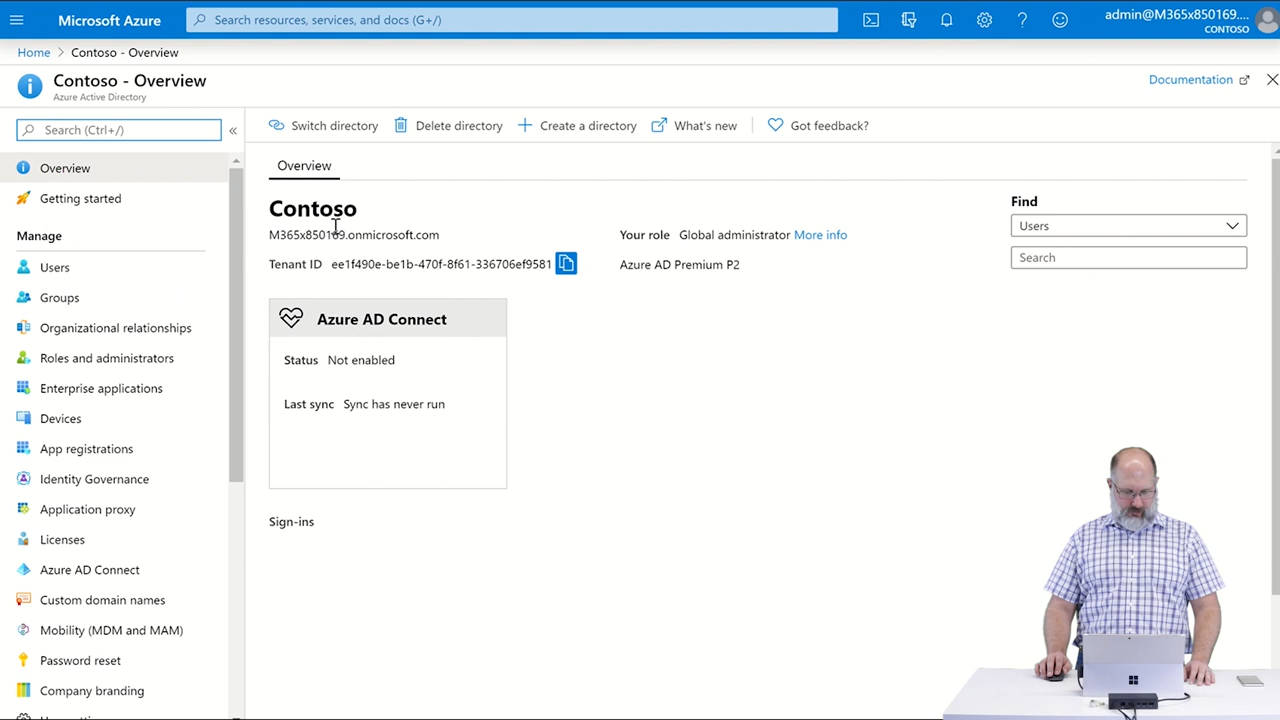 Microsoft Azure
Search resources, services, and docs (G+/)
admin@M365x850169....
CONTOSO
Home > Contoso - Overview
Contoso - Overview
Azure Active Directory
Documentation
Search (Ctrl+/)
Switch directory
Delete directory
Create a directory
What's new
Got feedback?
Overview
Getting started
Manage
Users
Groups
Organizational relationships
Roles and administrators
Enterprise applications
Devices
App registrations
Identity Governance
Application proxy
Licenses
Azure AD Connect
Custom domain names
Mobility (MDM and MAM)
Password reset
Company branding
Overview
Contoso
M365x850169.onmicrosoft.com
Tenant ID ee1f490e-be1b-470f-8f61-336706ef9581
Your role Global administrator More info
Azure AD Premium P2
Find
Users
Search
Azure AD Connect
Status Not enabled
Last sync Sync has never run
Sign-ins